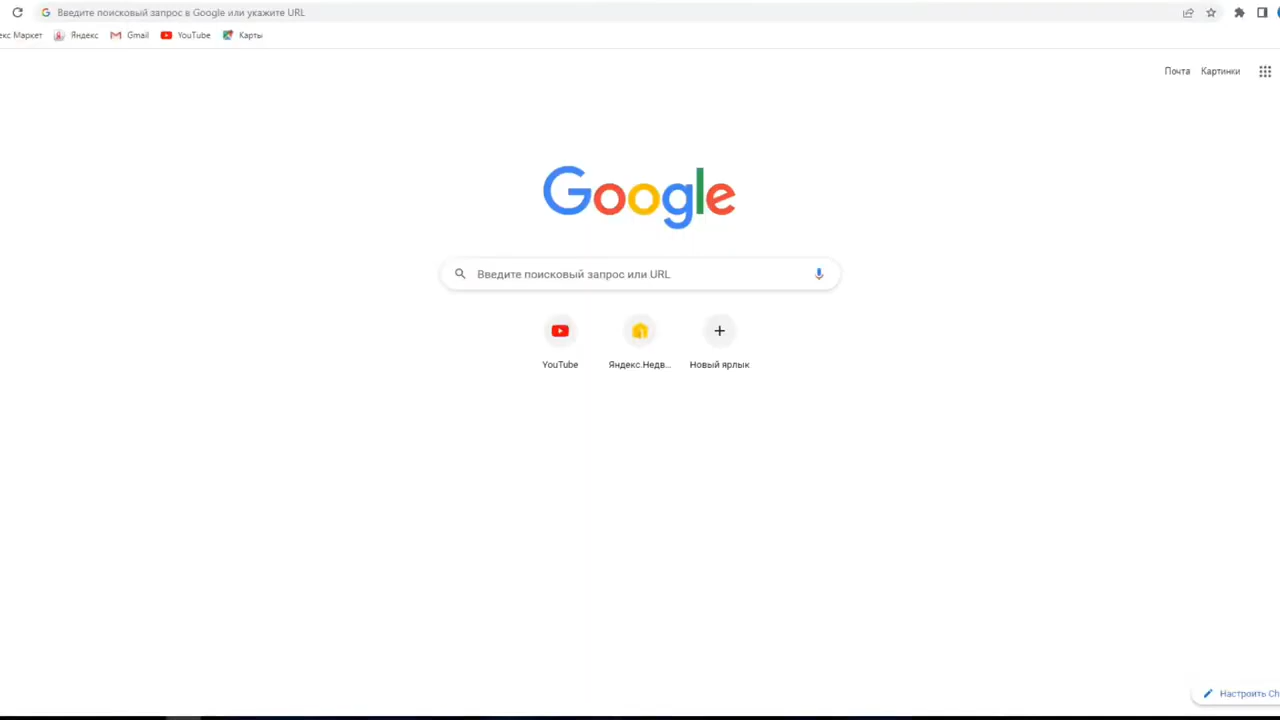 Введите поисковый запрос в Google или укажите URL
екс Маркет Яндекс Gmail YouTube Карты
Почта Картинки
Google
Введите поисковый запрос или URL
YouTube Яндекс.Недв... Новый ярлык
Настроить Ch